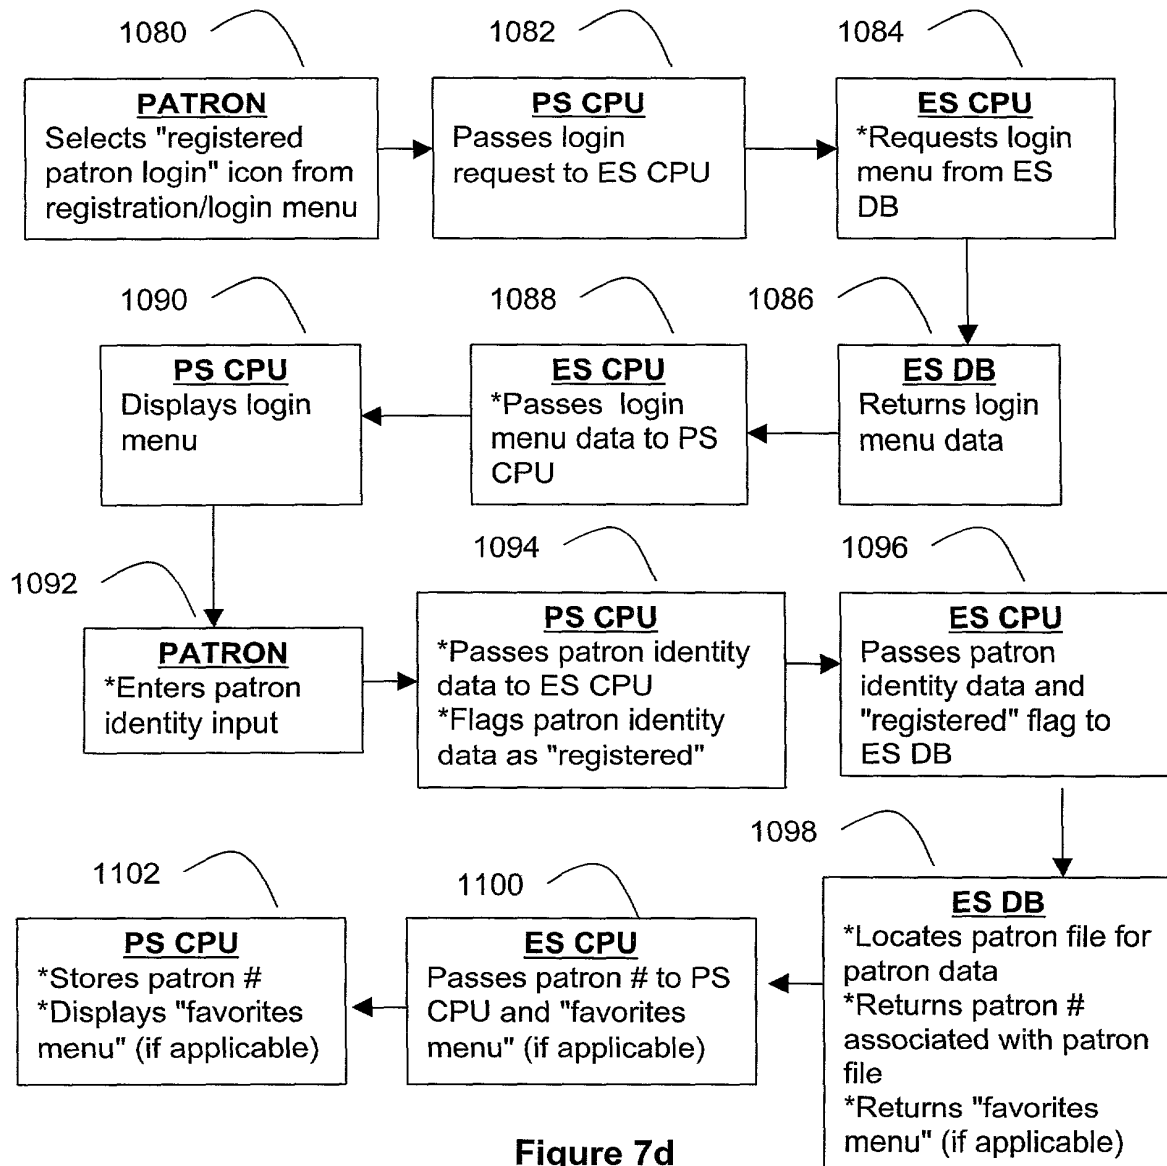 1080
1082
1084
PATRON
Selects "registered
patron login" icon from
registration/login menu
PS CPU
Passes login
request to ES CPU
ES CPU
*Requests login
menu from ES
DB
1090
1088
1086
PS CPU
Displays login
menu
ES CPU
*Passes login
menu data to PS
CPU
ES DB
Returns login
menu data
1092
1094
1096
PATRON
*Enters patron
identity input
PS CPU
*Passes patron identity
data to ES CPU
*Flags patron identity
data as "registered"
ES CPU
Passes patron
identity data and
"registered" flag to
ES DB
1102
1100
1098
PS CPU
*Stores patron #
*Displays "favorites
menu" (if applicable)
ES CPU
Passes patron # to PS
CPU and "favorites
menu" (if applicable)
ES DB
*Locates patron file for
patron data
*Returns patron #
associated with patron
file
*Returns "favorites
menu" (if applicable)
Figure 7d